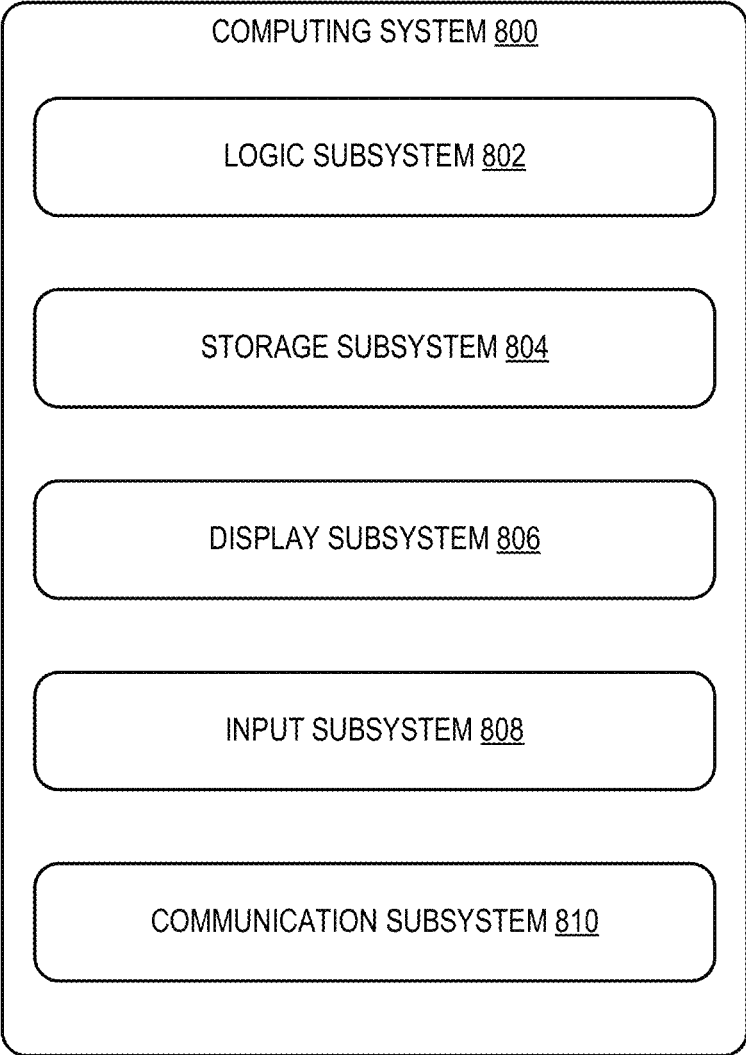 COMPUTING SYSTEM 800
LOGIC SUBSYSTEM 802
STORAGE SUBSYSTEM 804
DISPLAY SUBSYSTEM 806
INPUT SUBSYSTEM 808
COMMUNICATION SUBSYSTEM 810